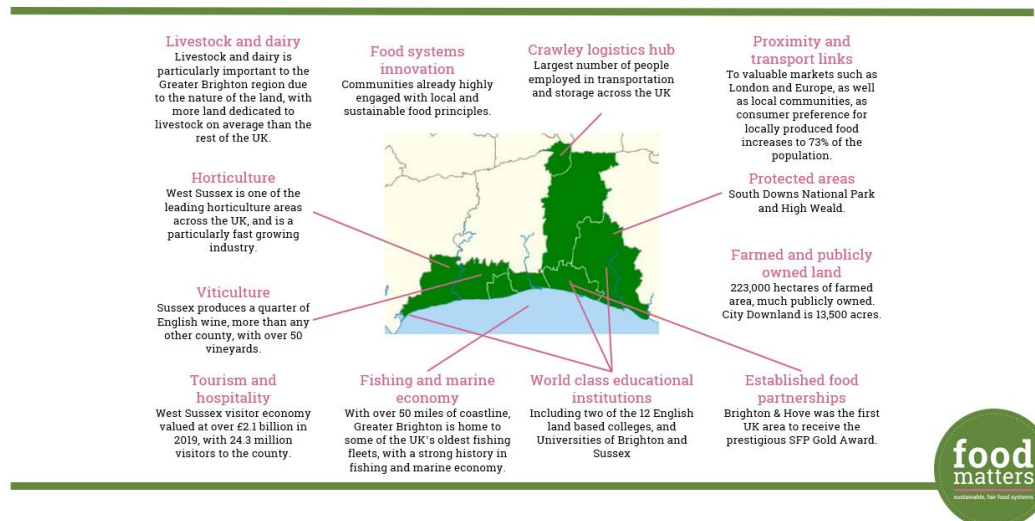 Livestock and dairy
Livestock and dairy is
particularly important to the
Greater Brighton region due
to the nature of the land, with
more land dedicated to
livestock on average than the
rest of the UK.
Food systems
innovation
Communities already highly
engaged with local and
sustainable food principles.
Crawley logistics hub
Largest number of people
employed in transportation
and storage across the UK
Proximity and
transport links
To valuable markets such as
London and Europe, as well
as local communities, as
consumer preference for
locally produced food
increases to 73% of the
population.
Horticulture
West Sussex is one of the
leading horticulture areas
across the UK, and is a
particularly fast growing
industry.
Protected areas
South Downs National Park
and High Weald.
Viticulture
Sussex produces a quarter of
English wine, more than any
other county, with over 50
vineyards.
Farmed and publicly
owned land
223,000 hectares of farmed
area, much publicly owned.
City Downland is 13,500 acres.
Tourism and
hospitality
West Sussex visitor economy
valued at over £2.1 billion in
2019, with 24.3 million
visitors to the county.
Fishing and marine
economy
With over 50 miles of coastline,
Greater Brighton is home to
some of the UK's oldest fishing
fleets, with a strong history in
fishing and marine economy.
World class educational
institutions
Including two of the 12 English
land based colleges, and
Universities of Brighton and
Sussex
Established food
partnerships
Brighton & Hove was the first
UK area to receive the
prestigious SFP Gold Award.
food
matters
sustainable, fair food systems